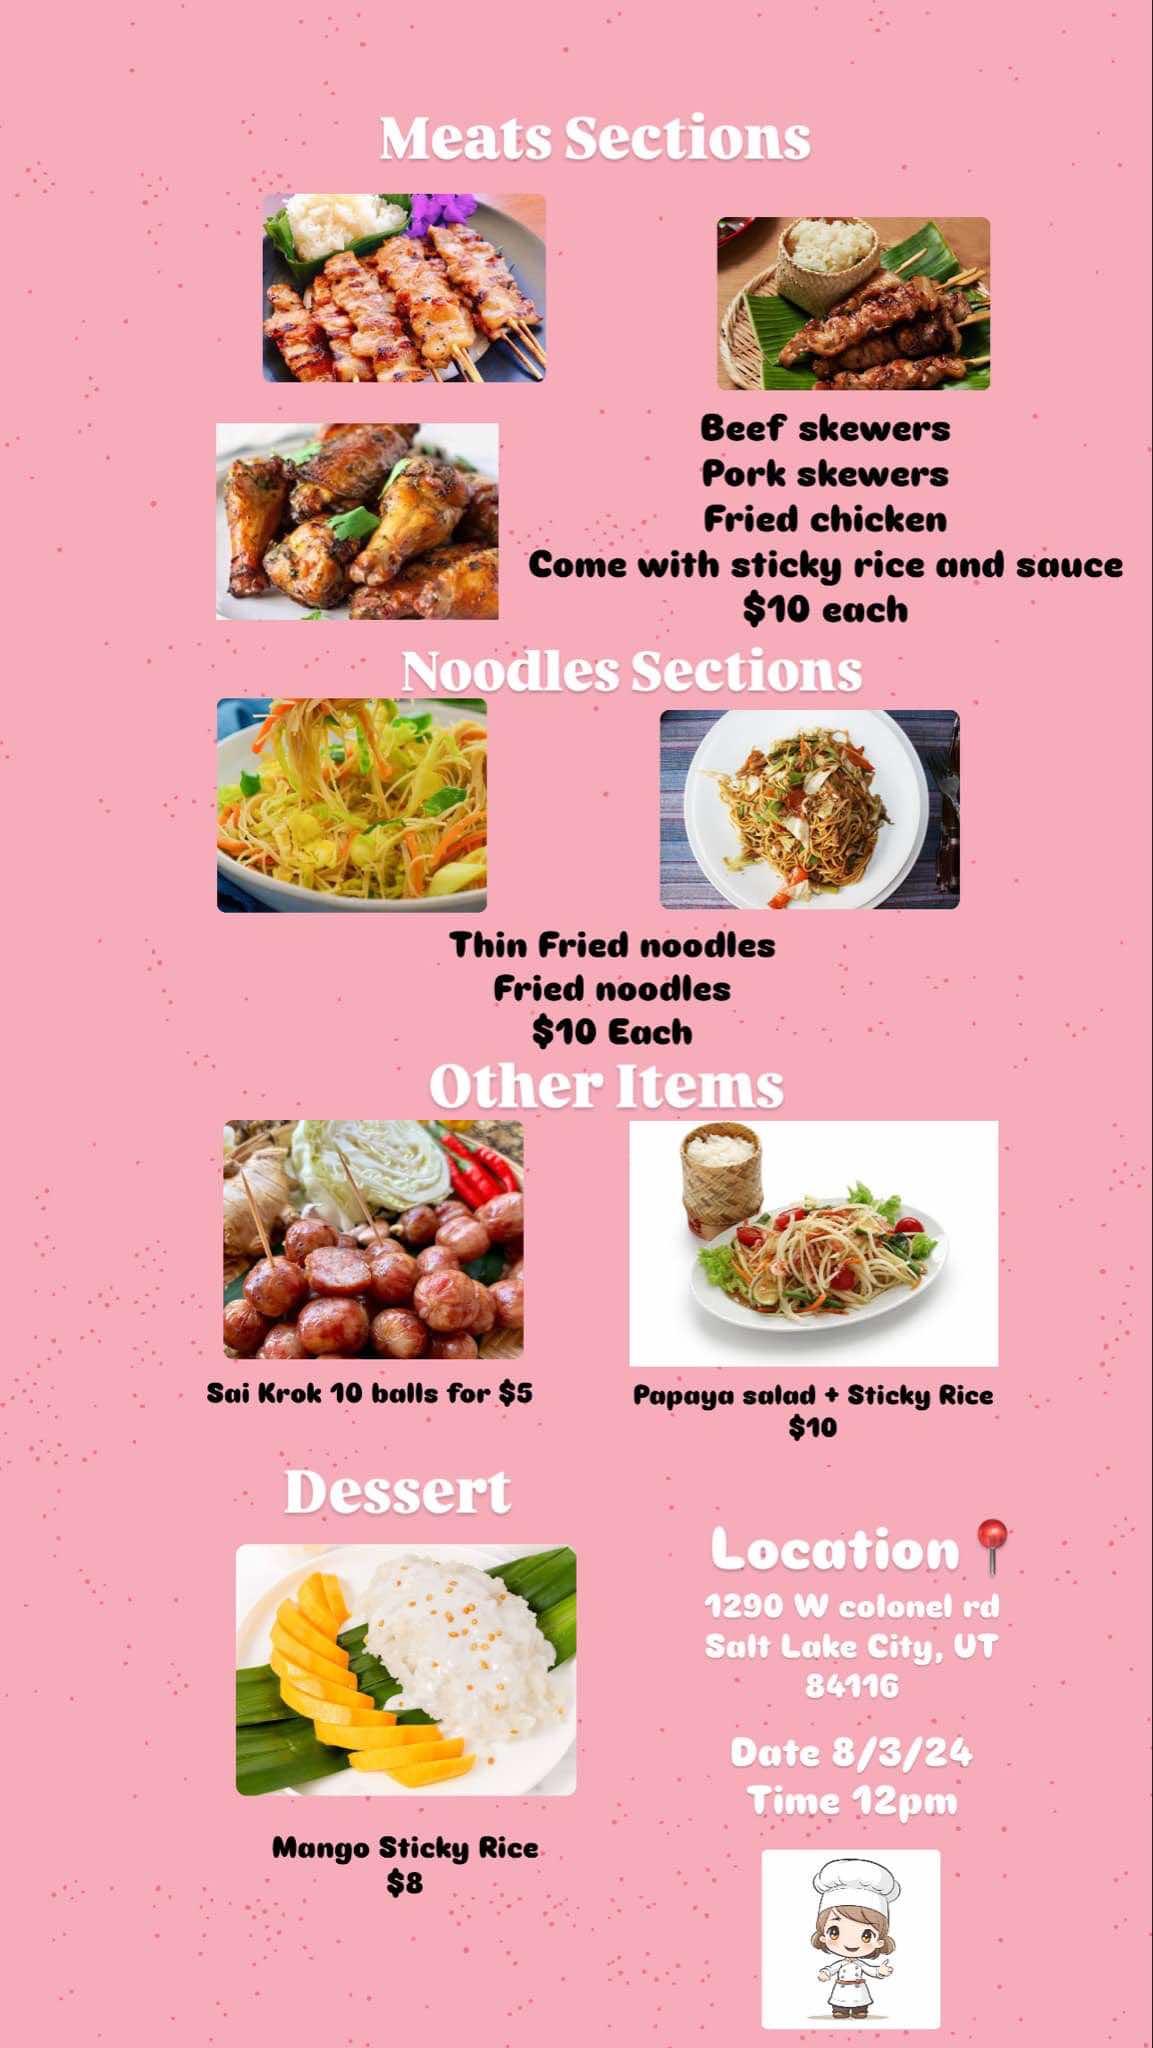 Meats Sections
Beef skewers
Pork skewers
Fried chicken
Come with sticky rice and sauce
$10 each
Noodles Sections
Thin Fried noodles
Fried noodles
$10 Each
Other Items
Sai Krok 10 balls for $5
Papaya salad + Sticky Rice
$10
Dessert
Mango Sticky Rice
$8
Location📍
1290 W colonel rd
Salt Lake City, UT
84116
Date 8/3/24
Time 12pm